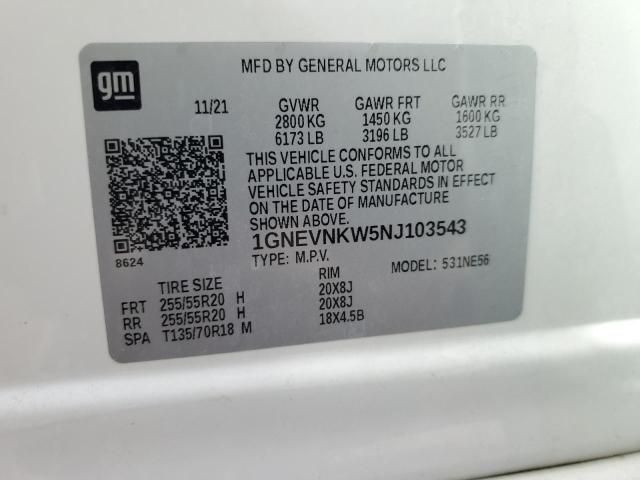 gm
MFD BY GENERAL MOTORS LLC
11/21 GVWR GAWR FRT GAWR RR
2800 KG 1450 KG 1600 KG
6173 LB 3196 LB 3527 LB
THIS VEHICLE CONFORMS TO ALL
APPLICABLE U.S. FEDERAL MOTOR
VEHICLE SAFETY STANDARDS IN EFFECT
ON THE DATE OF MANUFACTURE
SHOWN ABOVE.
1GNEVNKW5NJ103543
8624 TYPE: M.P.V. MODEL: 531NE56
TIRE SIZE RIM
FRT 255/55R20 H 20X8J
RR 255/55R20 H 20X8J
SPA T135/70R18 M 18X4.5B